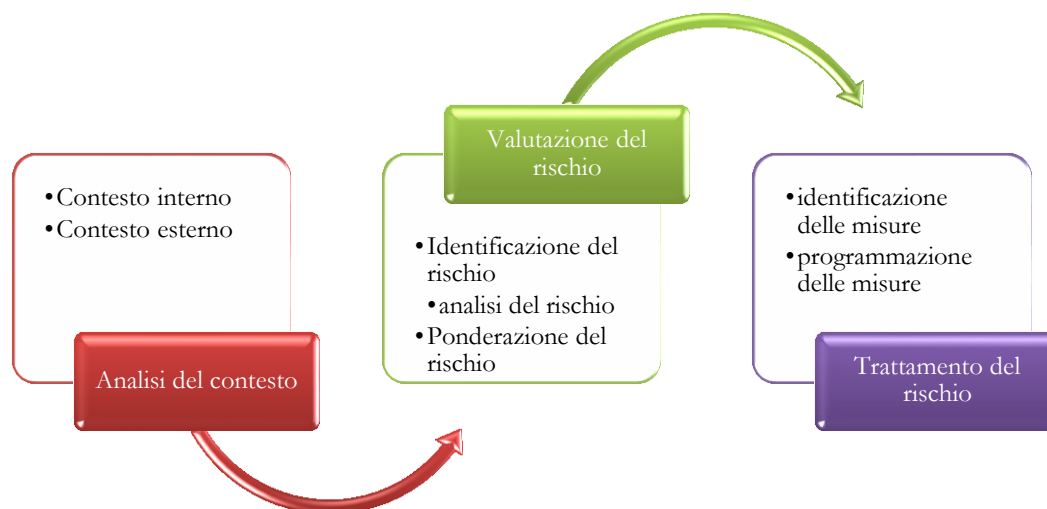 •Contesto interno
•Contesto esterno
Analisi del contesto
Valutazione del
rischio
•Identificazione del
rischio
•analisi del rischio
•Ponderazione del
rischio
•identificazione
delle misure
•programmazione
delle misure
Trattamento del
rischio